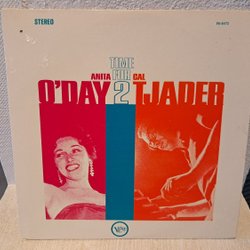 STEREO
TIME
ANITA FOR CAL
O'DAY 2 TJADER
Verve